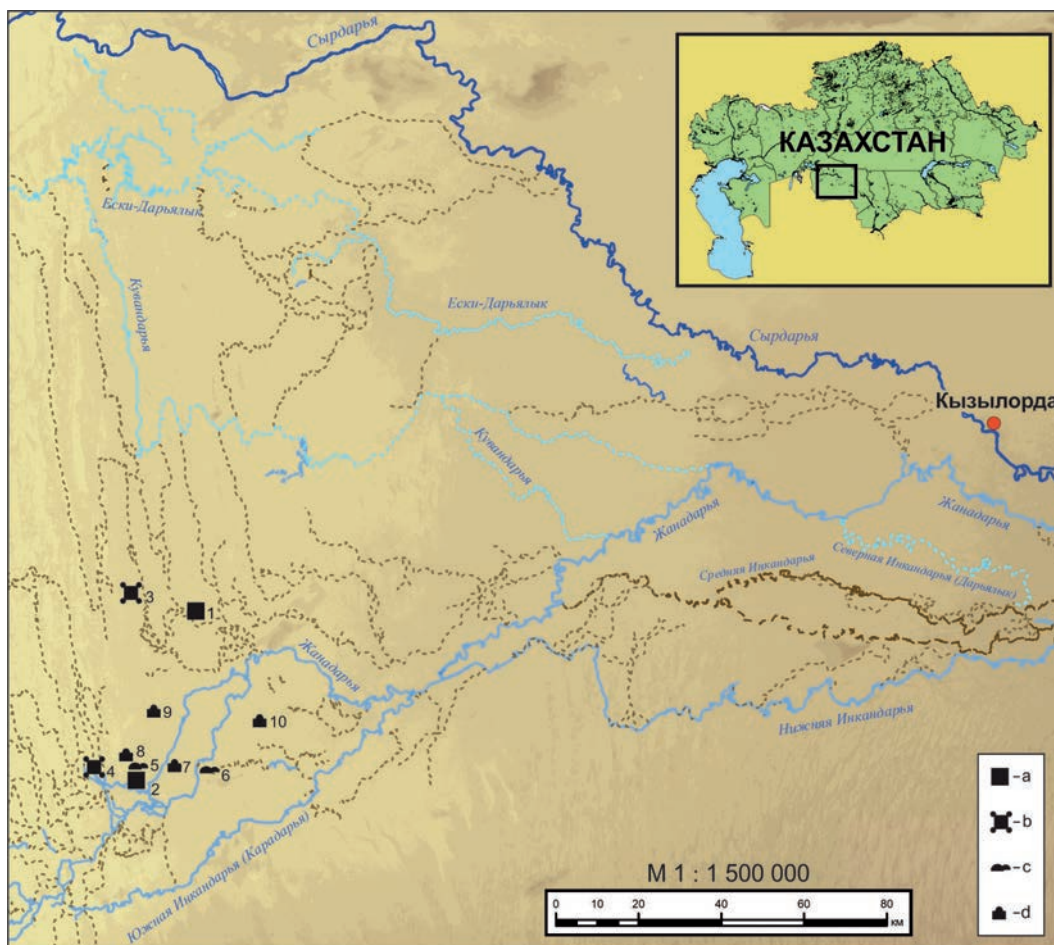 Сырдарья
КАЗАХСТАН
Ески-Дарьялык
Кувандарья
Ески-Дарьялык
Сырдарья
Кызылорда
Кувандарья
Жанадарья
Жанадарья
Северная Инкандарья (Дарьялык)
Средняя Инкандарья
3
1
Жанадарья
9
10
Нижняя Инкандарья
8
5
7
6
4
2
Южная Инкандарья (Карадарья)
М 1 : 1 500 000
0 20 40 60 80
км
-a
-b
-c
-d